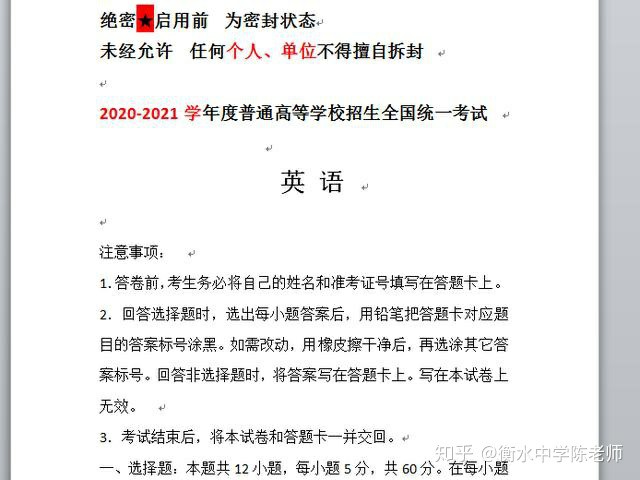 绝密★启用前 为密封状态
未经允许 任何个人、单位不得擅自拆封
2020-2021 学年度普通高等学校招生全国统一考试
英 语
注意事项：
1. 答卷前，考生务必将自己的姓名和准考证号填写在答题卡上。
2．回答选择题时，选出每小题答案后，用铅笔把答题卡对应题
目的答案标号涂黑。如需改动，用橡皮擦干净后，再选涂其它答
案标号。回答非选择题时，将答案写在答题卡上。写在本试卷上
无效。
3．考试结束后，将本试卷和答题卡一并交回。
一、选择题：本题共 12 小题，每小题 5 分，共 60 分。在每小题
知乎 @衡水中学陈老师